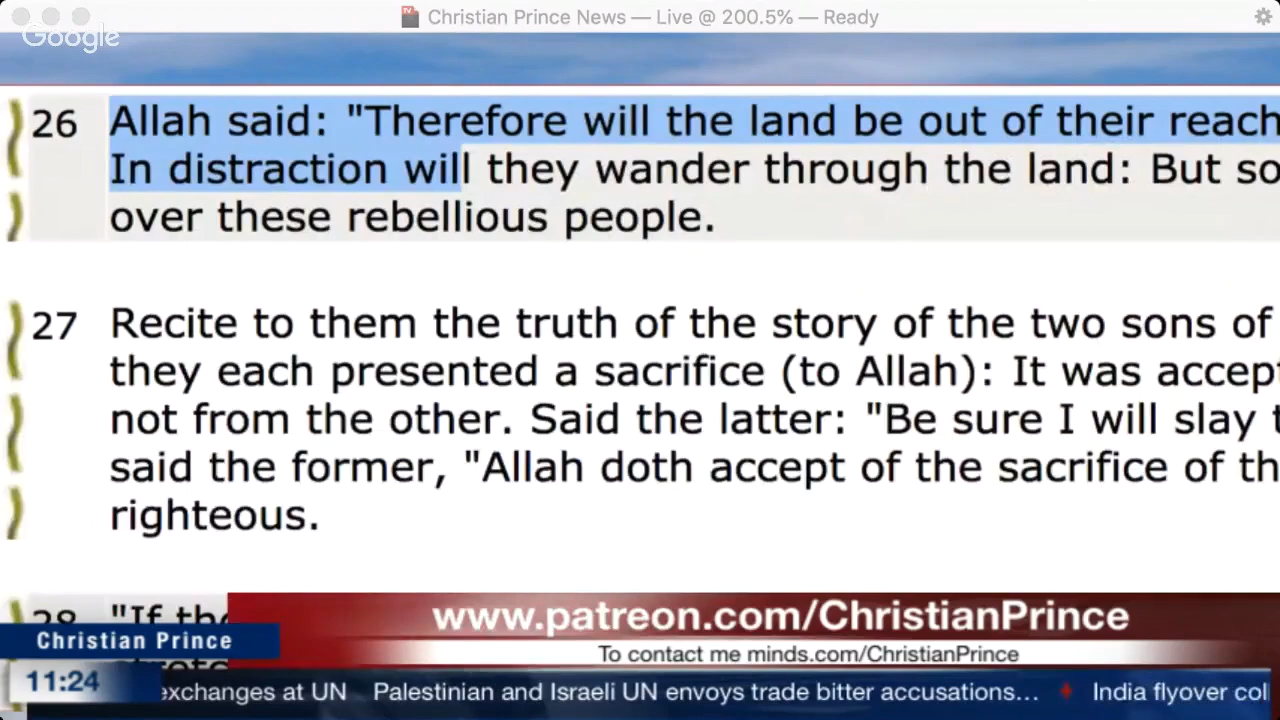 Christian Prince News — Live @ 200.5% — Ready
Google
26 Allah said: "Therefore will the land be out of their reach
In distraction will they wander through the land: But so
over these rebellious people.
27 Recite to them the truth of the story of the two sons of
they each presented a sacrifice (to Allah): It was accept
not from the other. Said the latter: "Be sure I will slay t
said the former, "Allah doth accept of the sacrifice of th
righteous.
28 "If the
www.patreon.com/ChristianPrince
Christian Prince
To contact me minds.com/ChristianPrince
11:24 exchanges at UN Palestinian and Israeli UN envoys trade bitter accusations... India flyover col